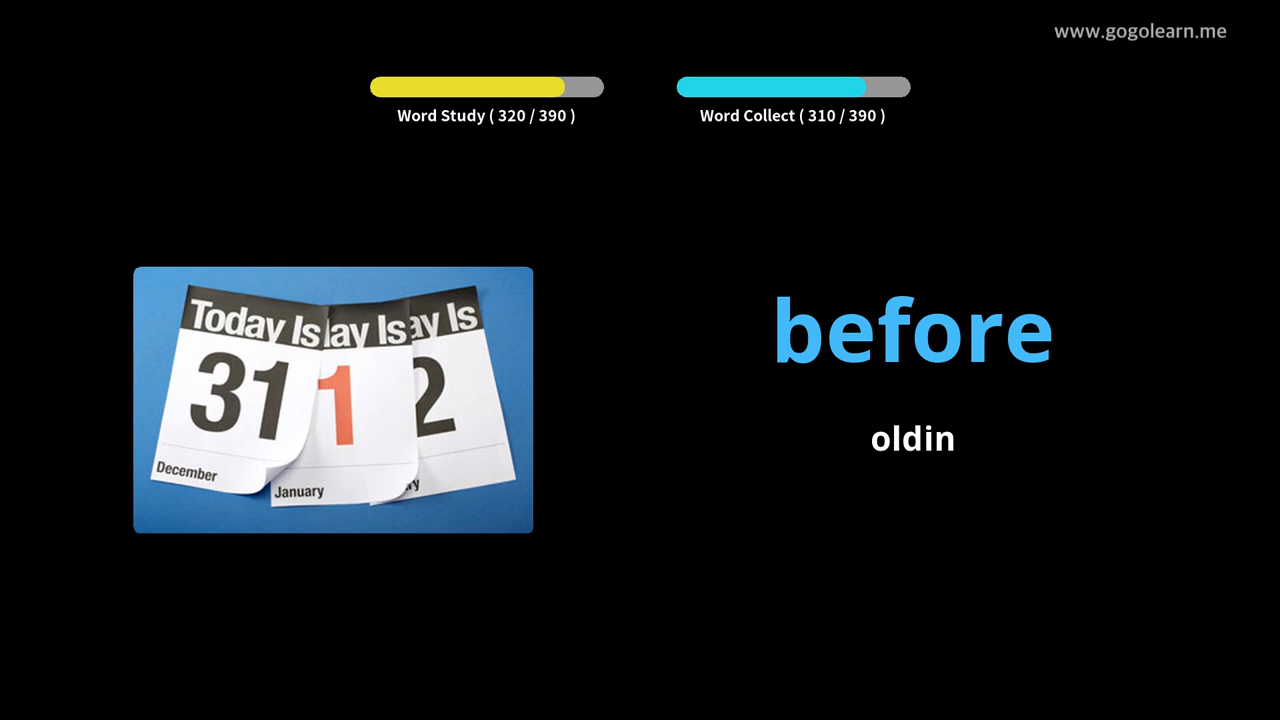 www.gogolearn.me
Word Study ( 320 / 390 )
Word Collect ( 310 / 390 )
Today Is
ay Is
ay Is
31
1
2
December
January
before
oldin